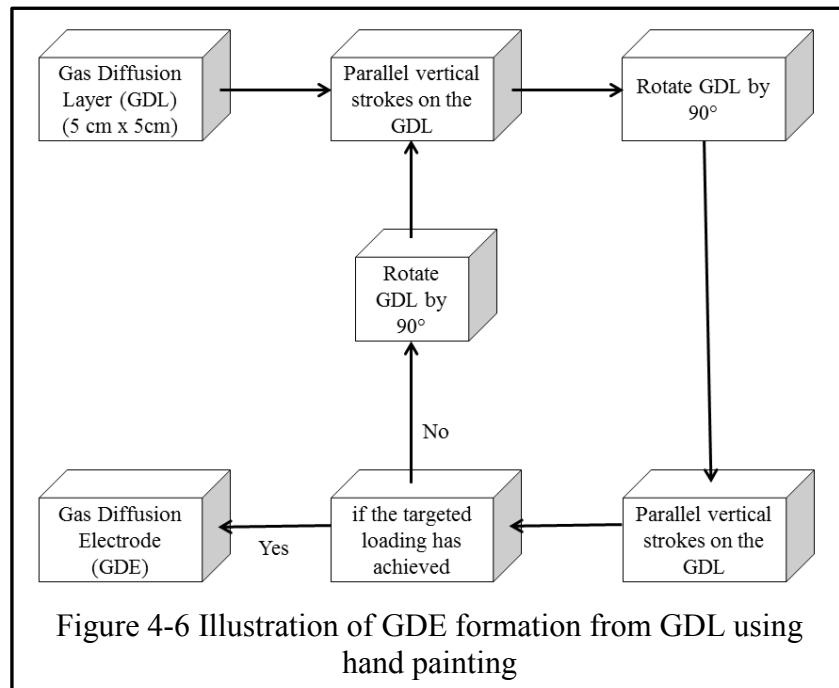 Gas Diffusion
Layer (GDL)
(5 cm x 5cm)
Parallel vertical
strokes on the
GDL
Rotate GDL by
90°
Rotate
GDL by
90°
No
Gas Diffusion
Electrode
(GDE)
Yes
if the targeted
loading has
achieved
Parallel vertical
strokes on the
GDL
Figure 4-6 Illustration of GDE formation from GDL using
hand painting